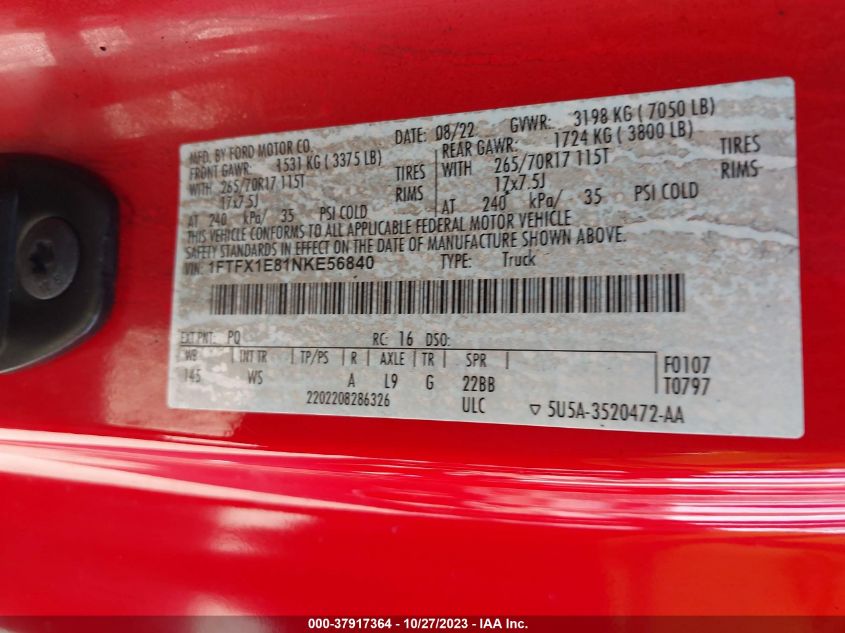 MFD. BY FORD MOTOR CO.
DATE: 08/22 GVWR: 3198 KG ( 7050 LB)
FRONT GAWR: 1531 KG ( 3375 LB)
WITH 265/70R17 115T TIRES
17x7.5J RIMS
AT 240 kPa/ 35 PSI COLD
REAR GAWR: 1724 KG ( 3800 LB)
WITH 265/70R17 115T TIRES
17x7.5J RIMS
AT 240 kPa/ 35 PSI COLD
THIS VEHICLE CONFORMS TO ALL APPLICABLE FEDERAL MOTOR VEHICLE
SAFETY STANDARDS IN EFFECT ON THE DATE OF MANUFACTURE SHOWN ABOVE.
VIN: 1FTFX1E81NKE56840 TYPE: Truck
EXT PNT: PQ RC: 16 DSO:
WB INT TR TP/PS R AXLE TR SPR
145 WS A L9 G 22BB
F0107
T0797
2202208286326 ULC ▽ 5U5A-3520472-AA
000-37917364 - 10/27/2023 - IAA Inc.